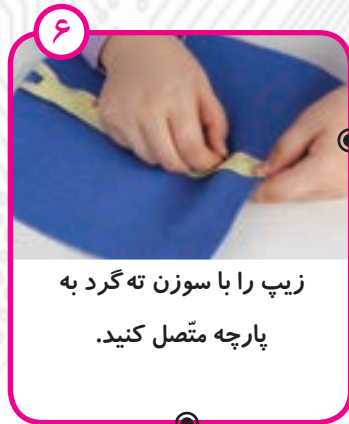 ۶
زیپ را با سوزن ته گرد به
پارچه متّصل کنید.